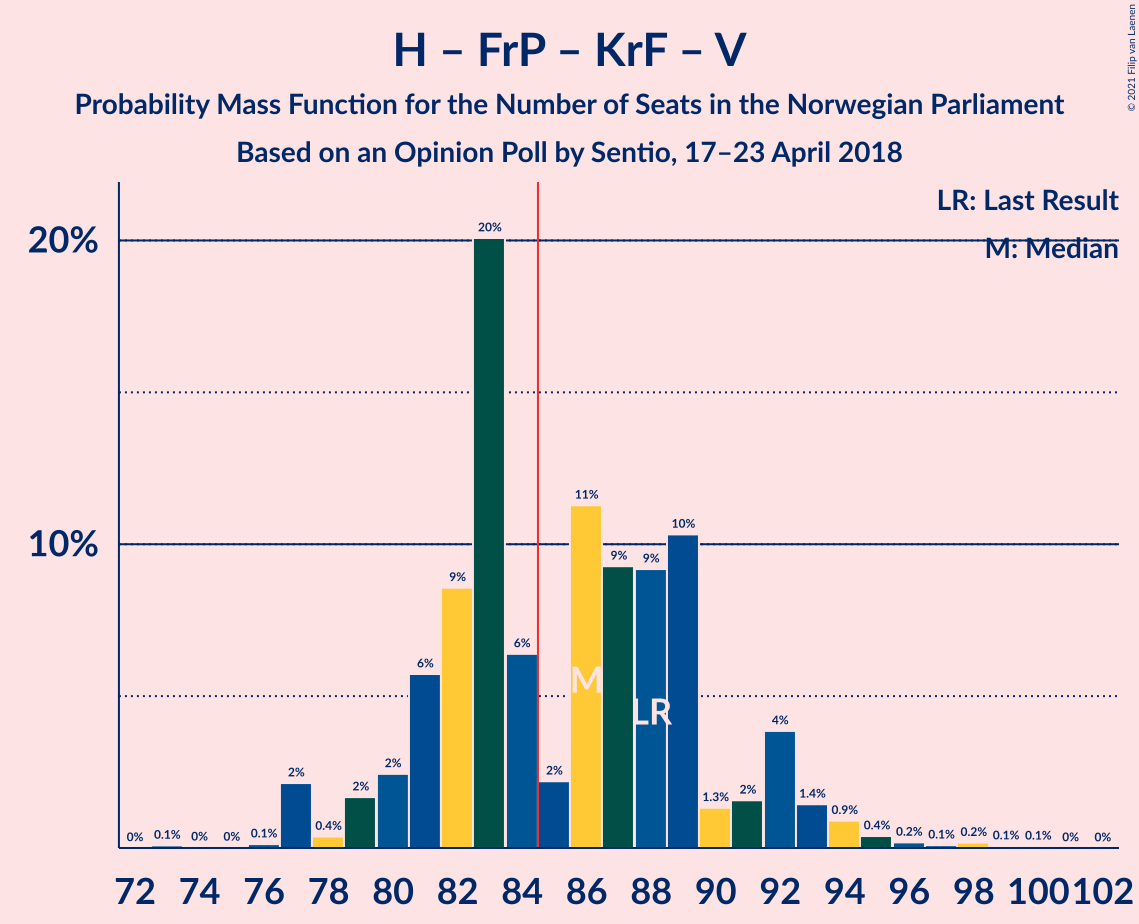 H – FrP – KrF – V
Probability Mass Function for the Number of Seats in the Norwegian Parliament
Based on an Opinion Poll by Sentio, 17–23 April 2018
© 2021 Filip van Laenen
LR: Last Result
M: Median
20%
10%
0% 0.1% 0% 0% 0.1% 2% 0.4% 2% 2% 6% 9% 20% 6% 2% 11% 9% 9% 10% 1.3% 2% 4% 1.4% 0.9% 0.4% 0.2% 0.1% 0.2% 0.1% 0.1% 0% 0%
M
LR
72 74 76 78 80 82 84 86 88 90 92 94 96 98 100 102